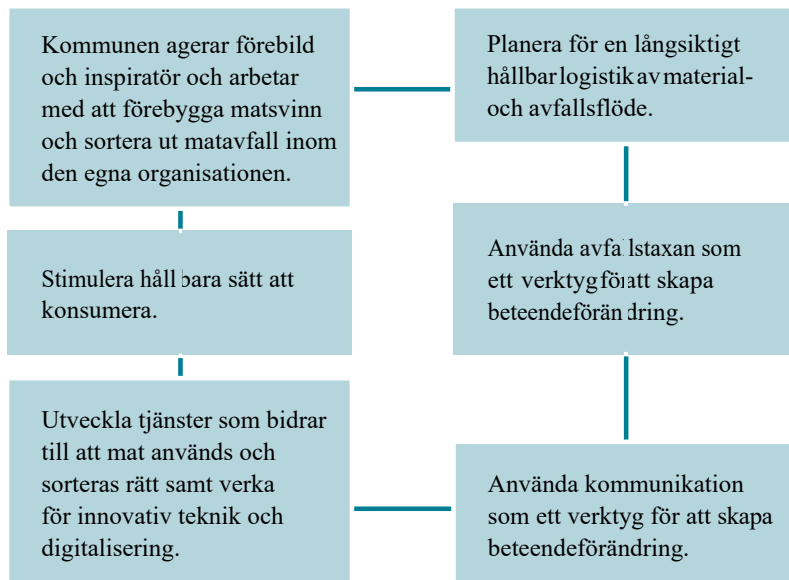 Kommunen agerar förebild
och inspiratör och arbetar
med att förebygga matsvinn
och sortera ut matavfall inom
den egna organisationen.
Planera för en långsiktigt
hållbar logistik av material-
och avfallsflöde.
Stimulera hållbara sätt att
konsumera.
Använda avfallstaxan som
ett verktyg för att skapa
beteendeförändring.
Utveckla tjänster som bidrar
till att mat används och
sorteras rätt samt verka
för innovativ teknik och
digitalisering.
Använda kommunikation
som ett verktyg för att skapa
beteendeförändring.